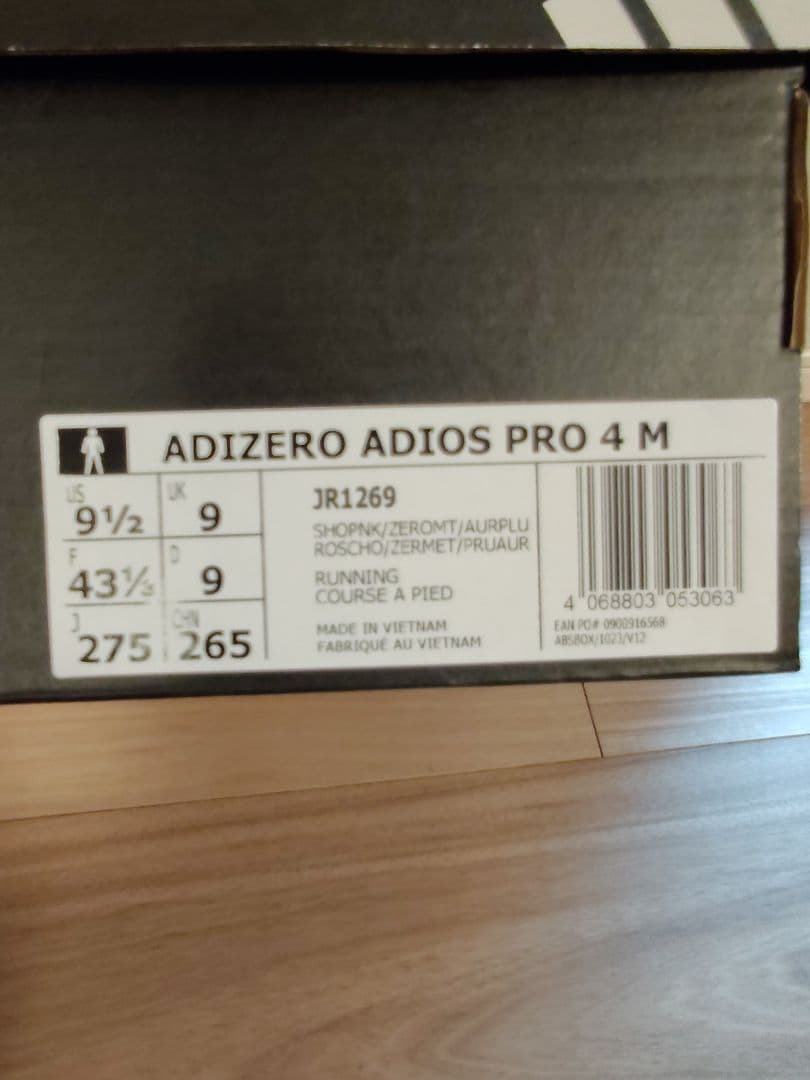 ADIZERO ADIOS PRO 4 M
US
9½
UK
9
F
43⅓
D
9
J
275
CHN
265
JR1269
SHOPNK/ZEROMT/AURPLU
ROSCHO/ZERMET/PRUAUR
RUNNING
COURSE A PIED
MADE IN VIETNAM
FABRIQUÉ AU VIETNAM
4 068803 053063
EAN PO# 0900916568
ABSBOX/1023/V12